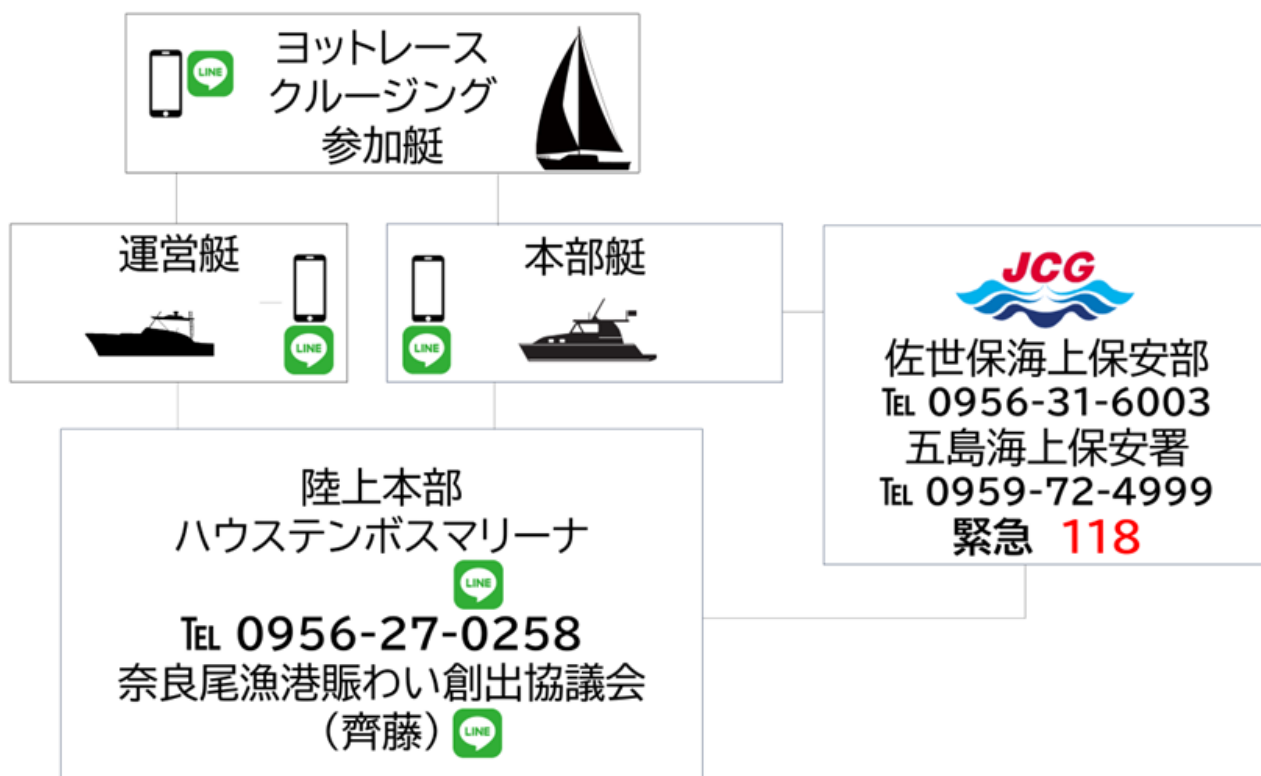 LINE
ヨットレース
クルージング
参加艇
運営艇
LINE
本部艇
LINE
JCG
佐世保海上保安部
℡ 0956-31-6003
五島海上保安署
℡ 0959-72-4999
緊急 118
陸上本部
ハウステンボスマリーナ
LINE
℡ 0956-27-0258
奈良尾漁港賑わい創出協議会
(齊藤) LINE